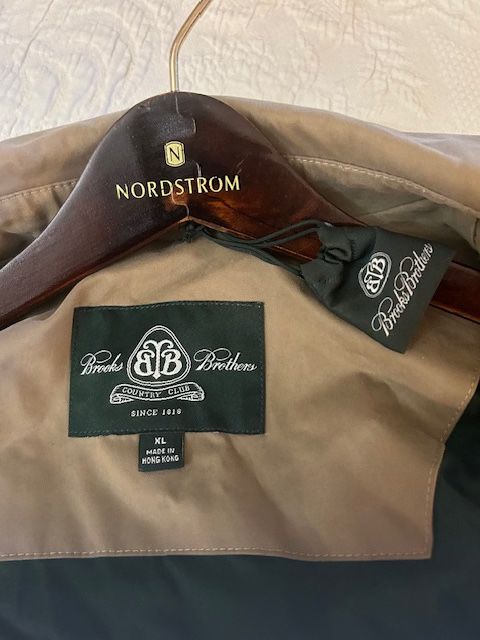 N
NORDSTROM
BB
Brooks Brothers
Brooks BB Brothers
COUNTRY CLUB
SINCE 1818
XL
MADE IN
HONG KONG